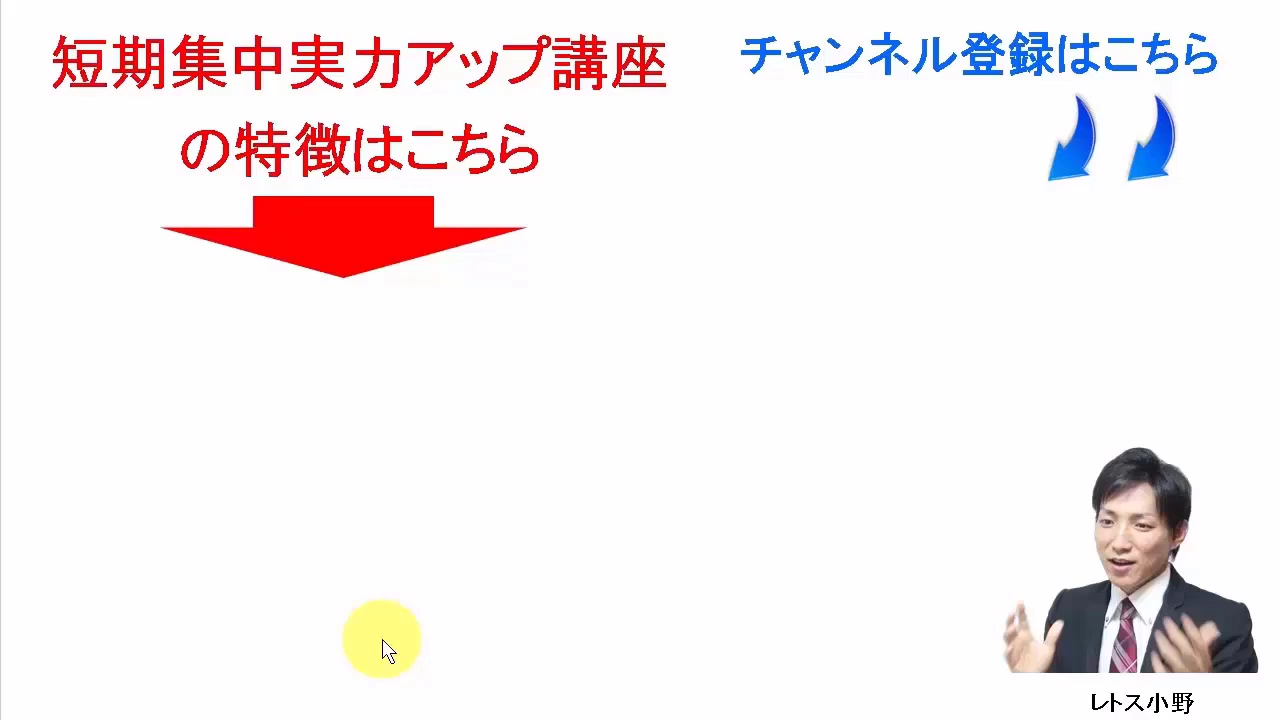 短期集中実力アップ講座
の特徴はこちら
チャンネル登録はこちら
レトス小野